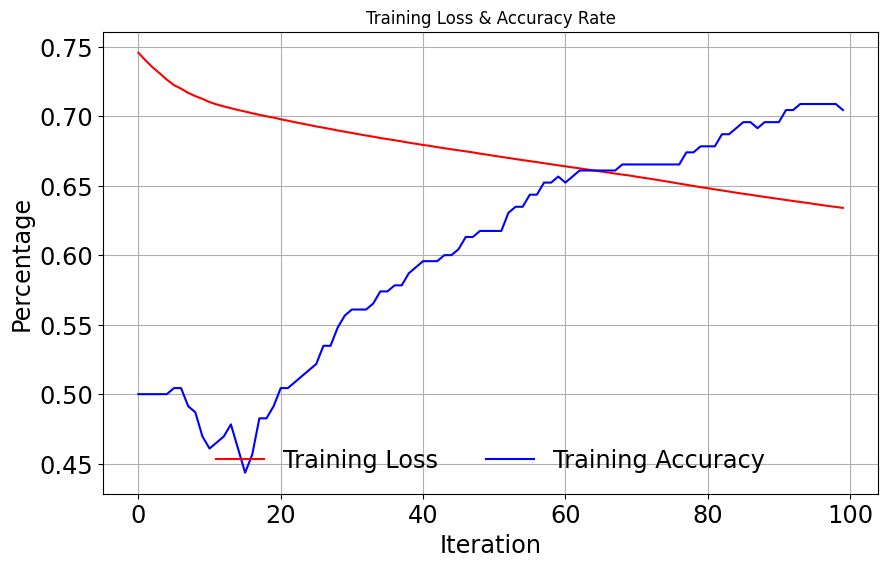 Training Loss & Accuracy Rate
0.75
0.70
0.65
0.60
0.55
0.50
0.45
Percentage
Training Loss Training Accuracy
0 20 40 60 80 100
Iteration